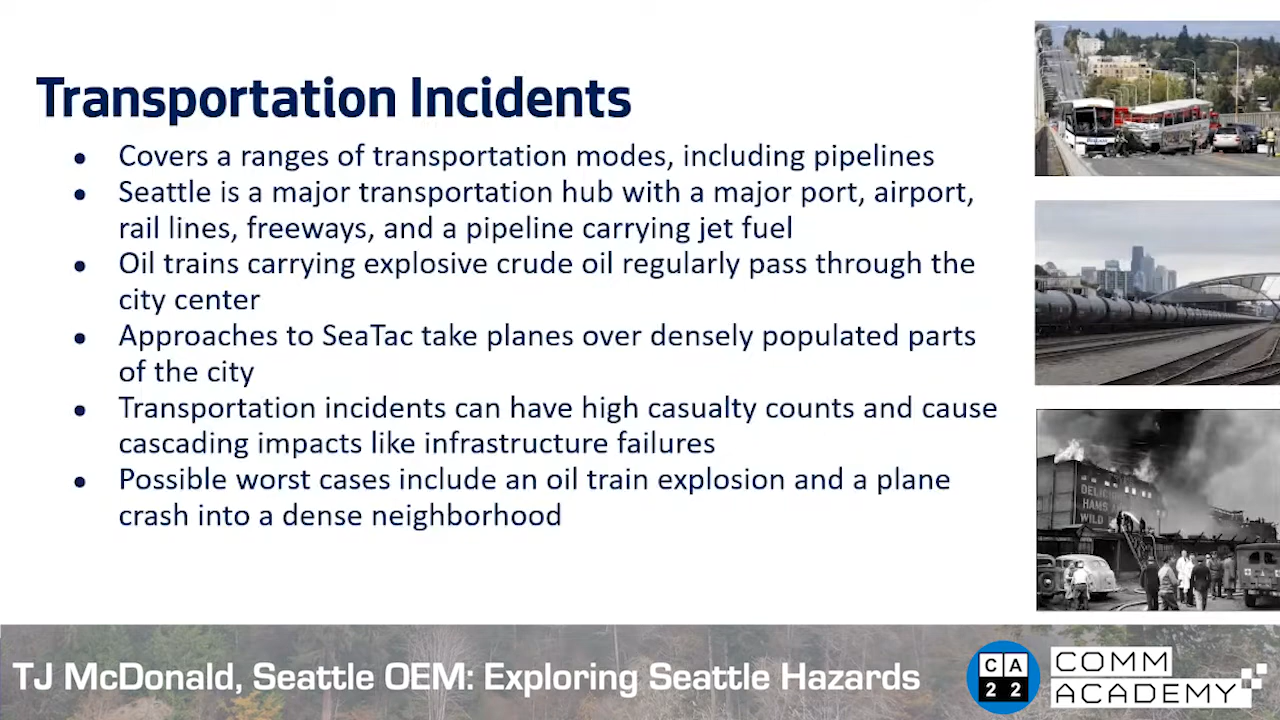 Transportation Incidents
• Covers a ranges of transportation modes, including pipelines
• Seattle is a major transportation hub with a major port, airport,
rail lines, freeways, and a pipeline carrying jet fuel
• Oil trains carrying explosive crude oil regularly pass through the
city center
• Approaches to SeaTac take planes over densely populated parts
of the city
• Transportation incidents can have high casualty counts and cause
cascading impacts like infrastructure failures
• Possible worst cases include an oil train explosion and a plane
crash into a dense neighborhood
HAMS
WILD
TJ McDonald, Seattle OEM: Exploring Seattle Hazards
CA
22
COMM
ACADEMY